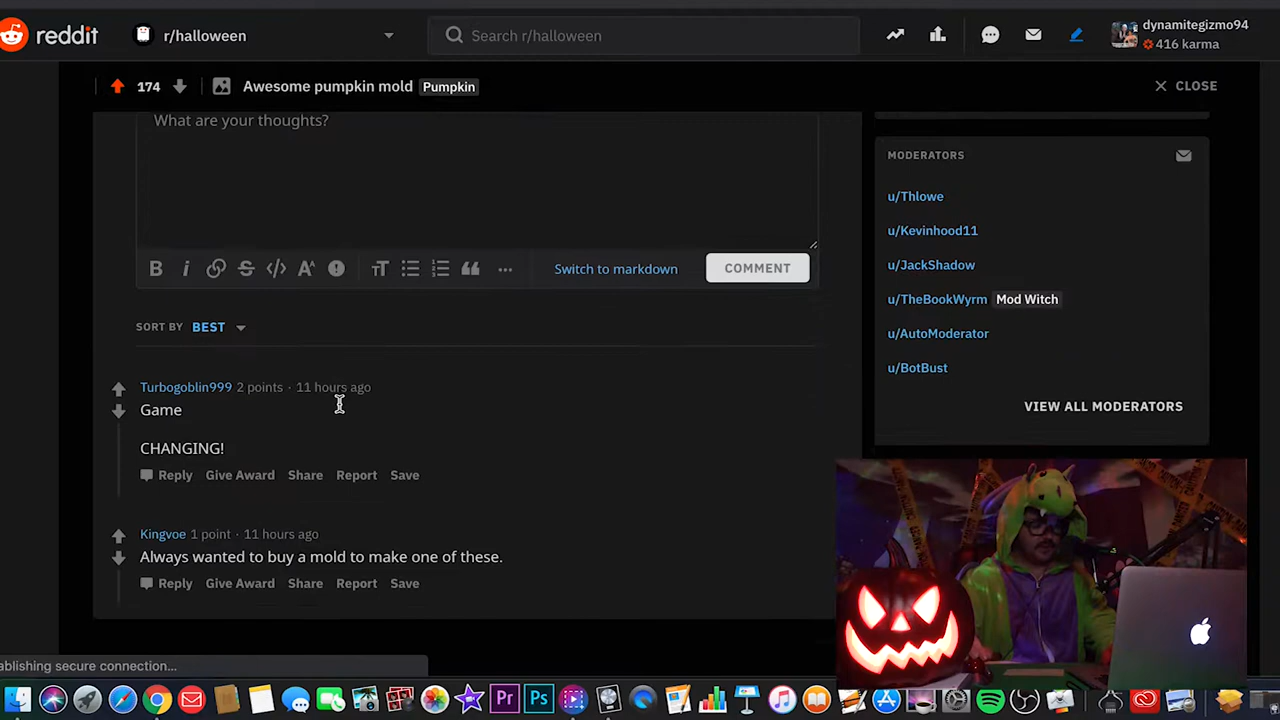 reddit r/halloween Search r/halloween dynamitegizmo94
416 karma
174 Awesome pumpkin mold Pumpkin CLOSE
What are your thoughts?
Switch to markdown COMMENT
SORT BY BEST
Turbogoblin999 2 points · 11 hours ago
Game
CHANGING!
Reply Give Award Share Report Save
Kingvoe 1 point · 11 hours ago
Always wanted to buy a mold to make one of these.
Reply Give Award Share Report Save
MODERATORS
u/Thlowe
u/Kevinhood11
u/JackShadow
u/TheBookWyrm Mod Witch
u/AutoModerator
u/BotBust
VIEW ALL MODERATORS
ablishing secure connection...
Pr Ps